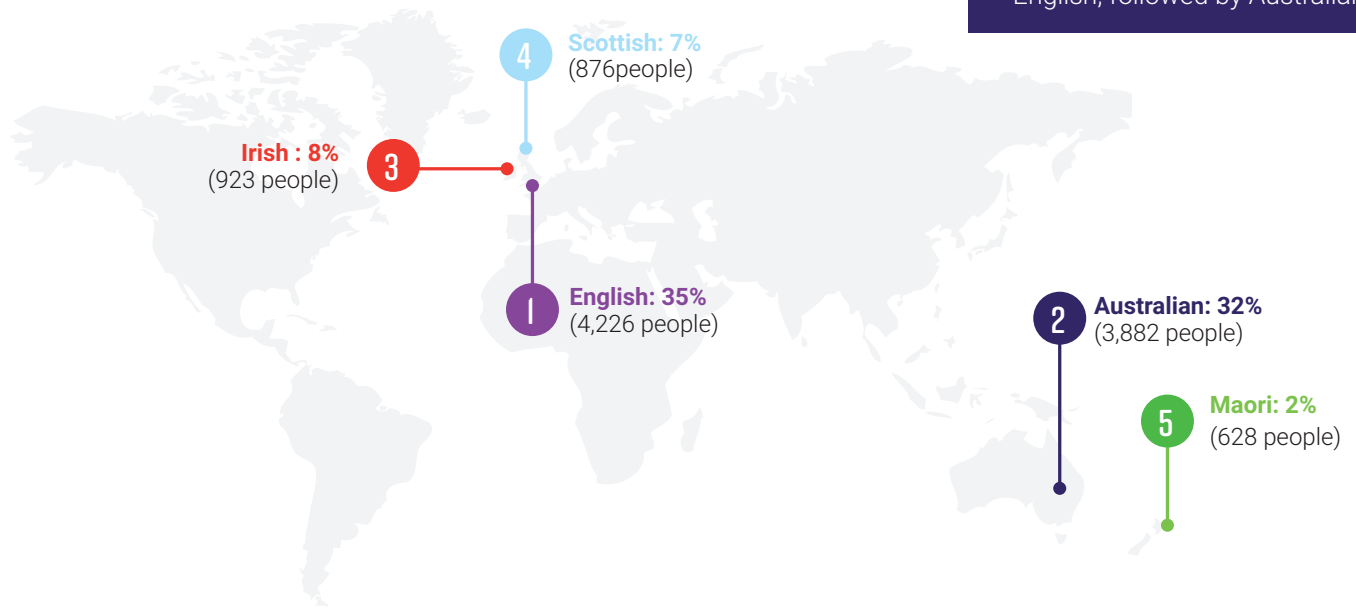 English, followed by Australian
4
Scottish: 7%
(876people)
Irish : 8%
(923 people)
3
1
English: 35%
(4,226 people)
2
Australian: 32%
(3,882 people)
5
Maori: 2%
(628 people)